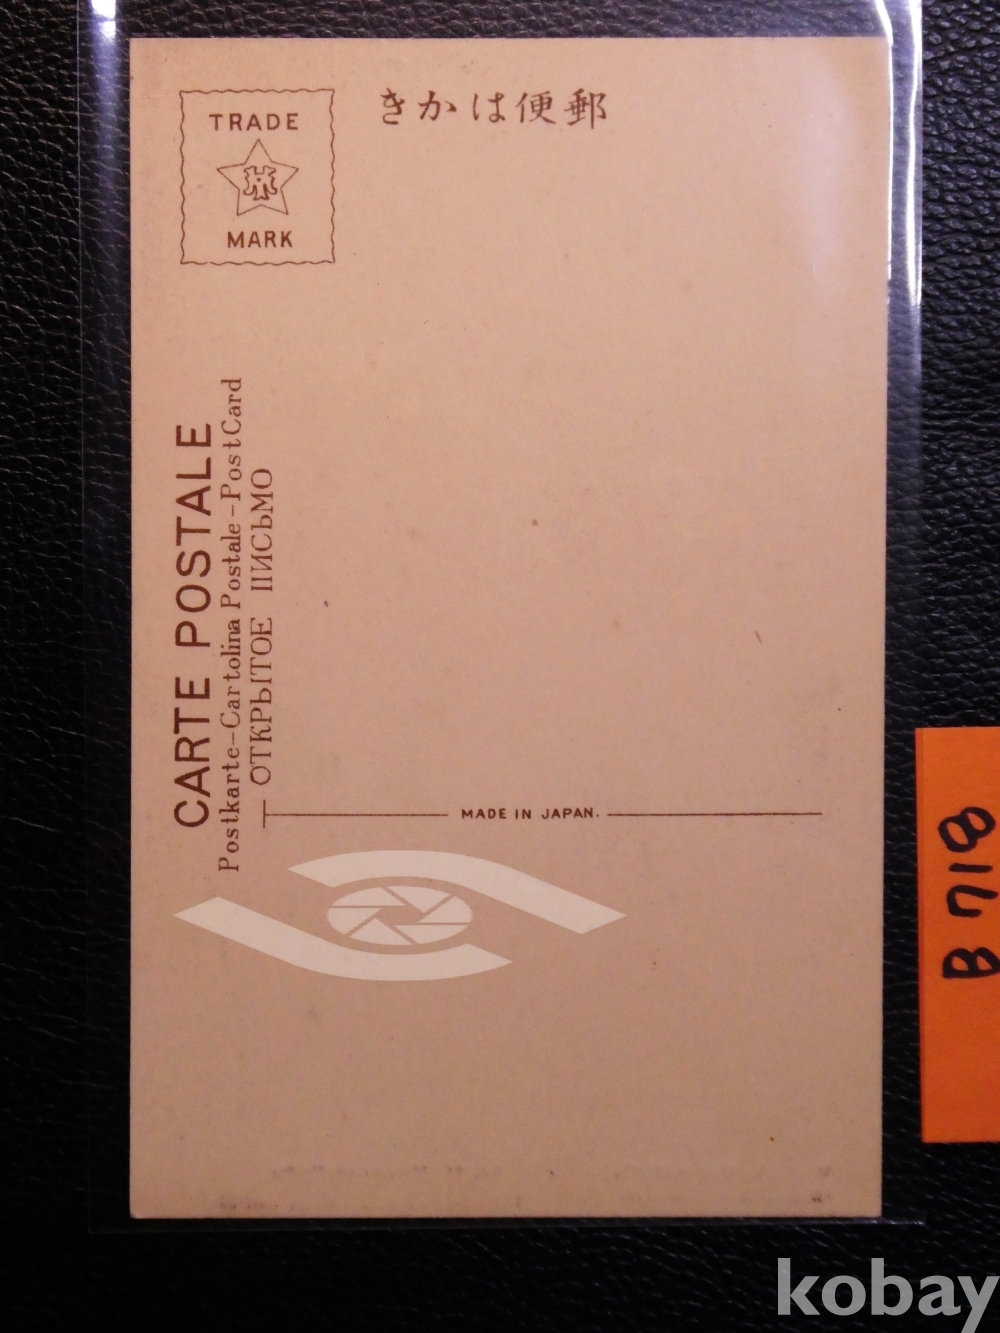 きかは便郵
TRADE
MARK
CARTE POSTALE
Postkarte-Cartolina Postale-PostCard
ОТКРЫТОЕ ПИСЬМО
MADE IN JAPAN.
B 718
kobay